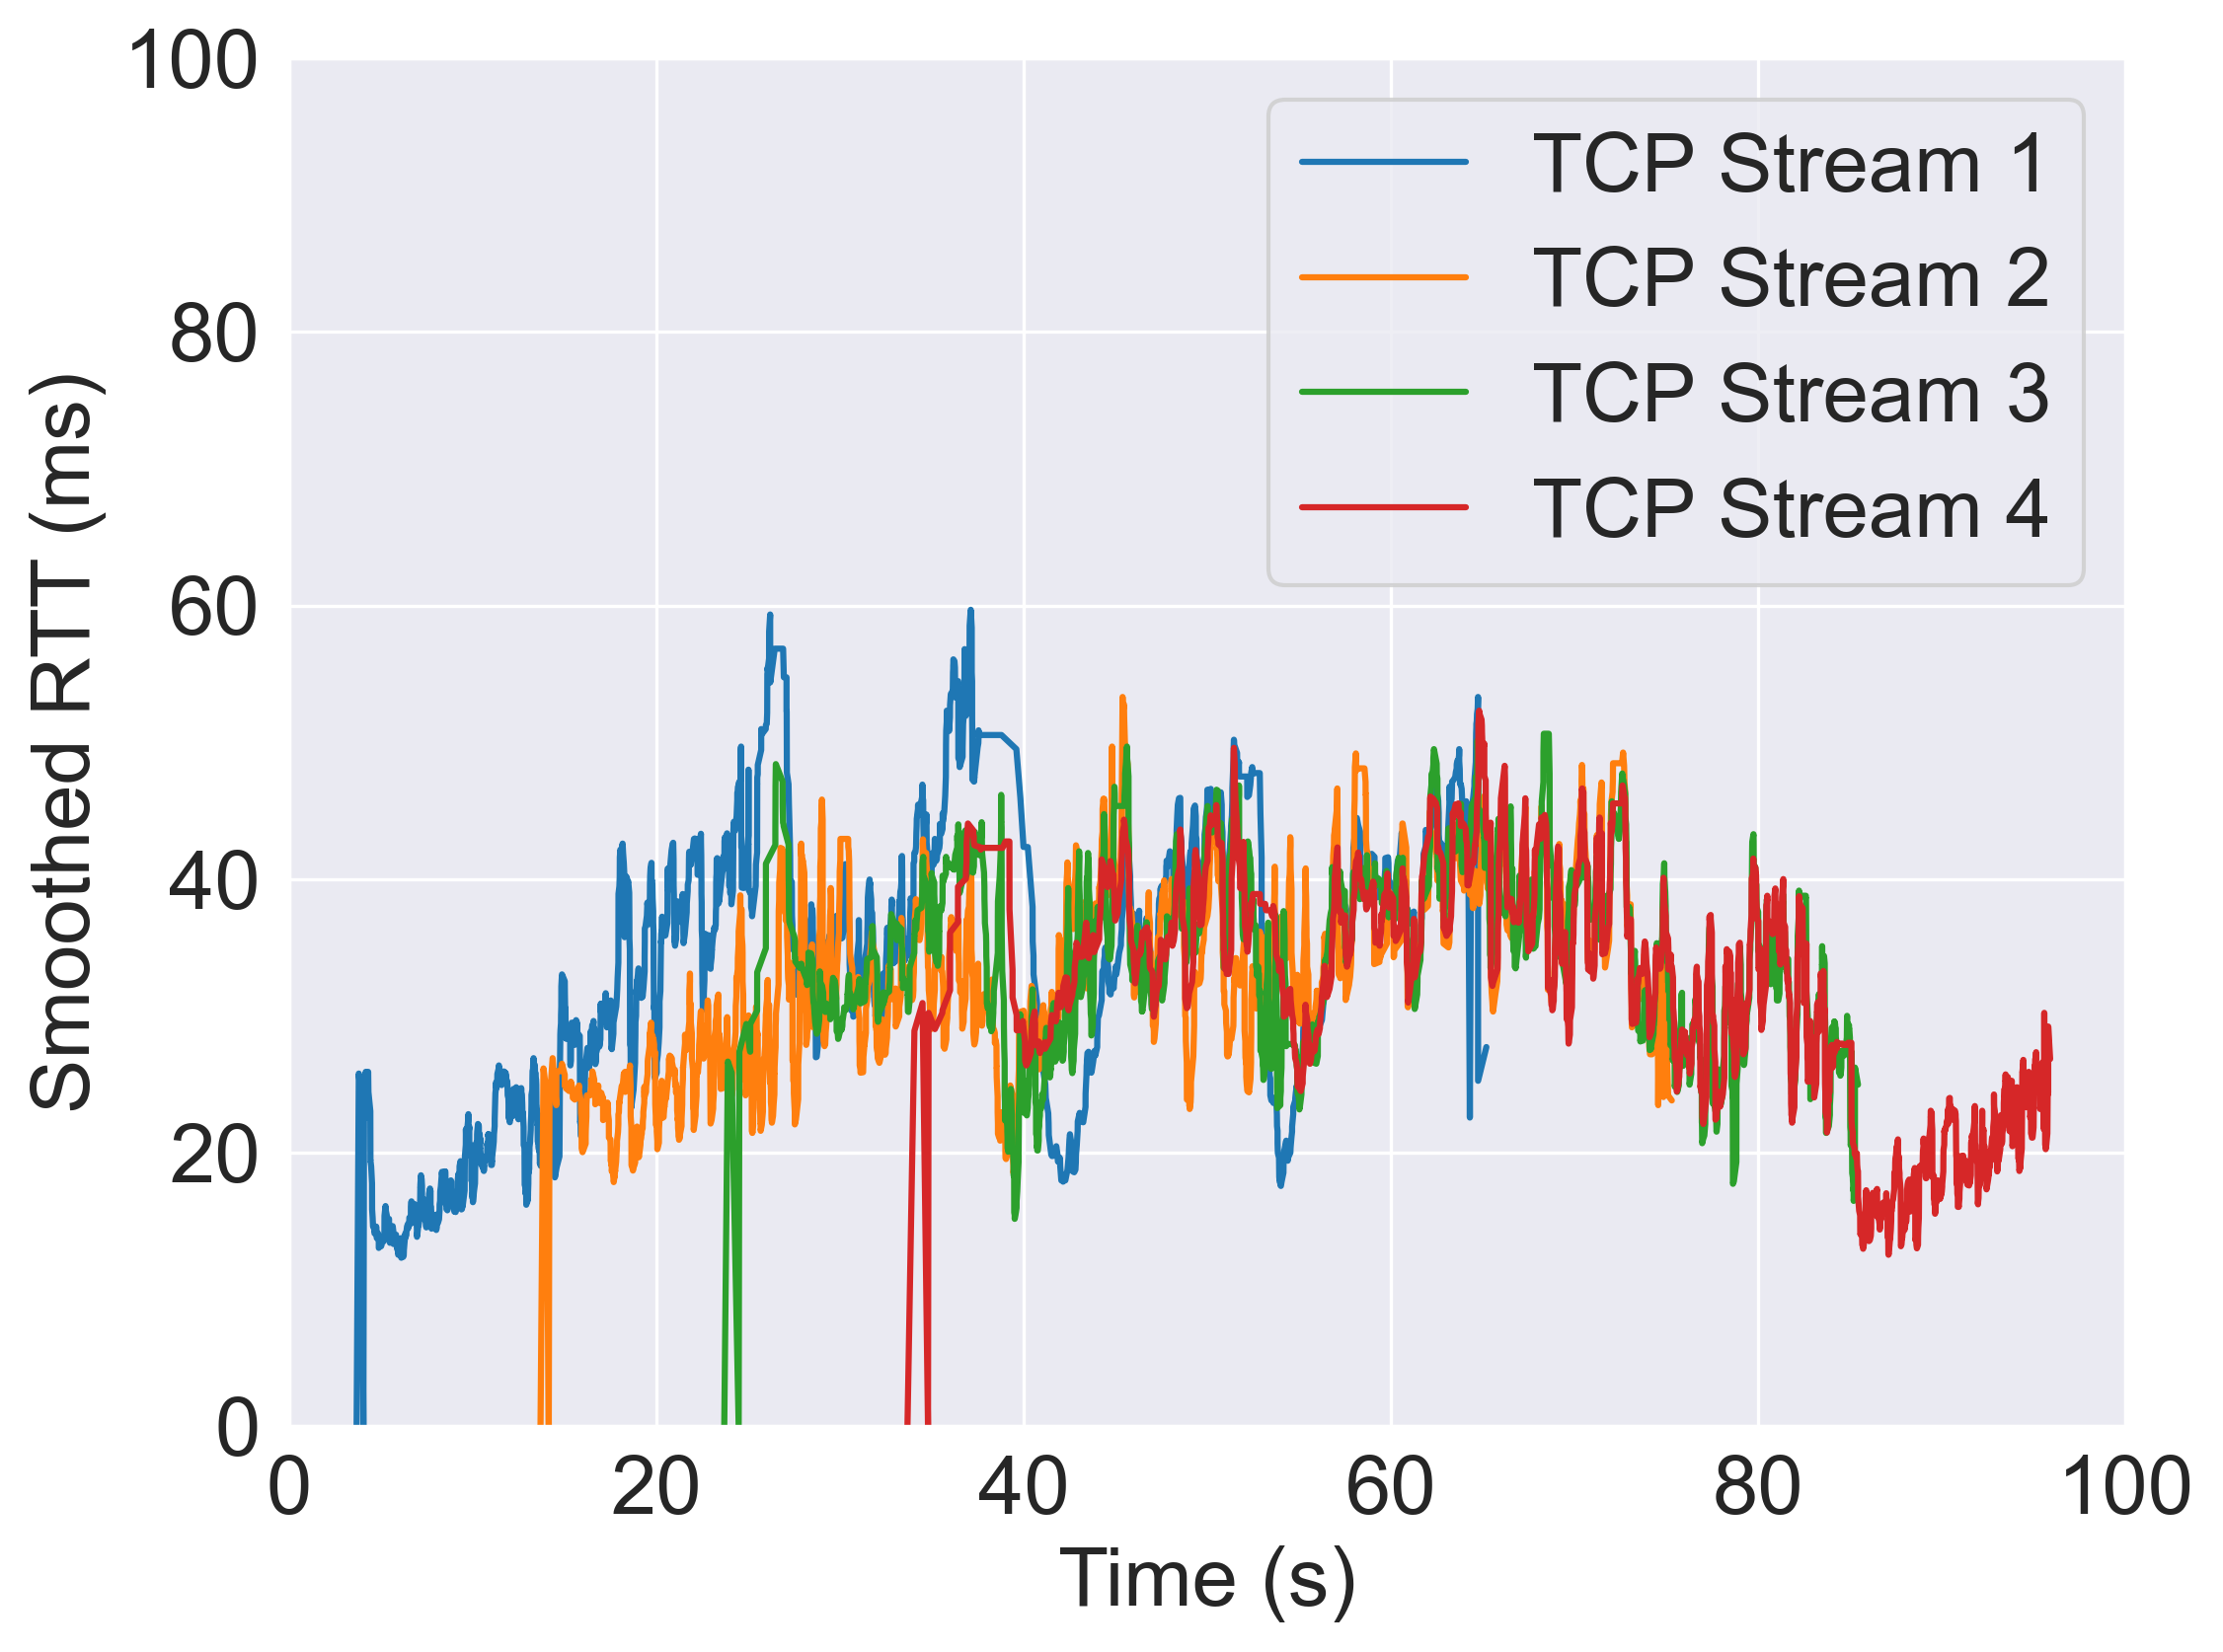 100
80
60
40
20
0
Smoothed RTT (ms)
TCP Stream 1
TCP Stream 2
TCP Stream 3
TCP Stream 4
0 20 40 60 80 100
Time (s)